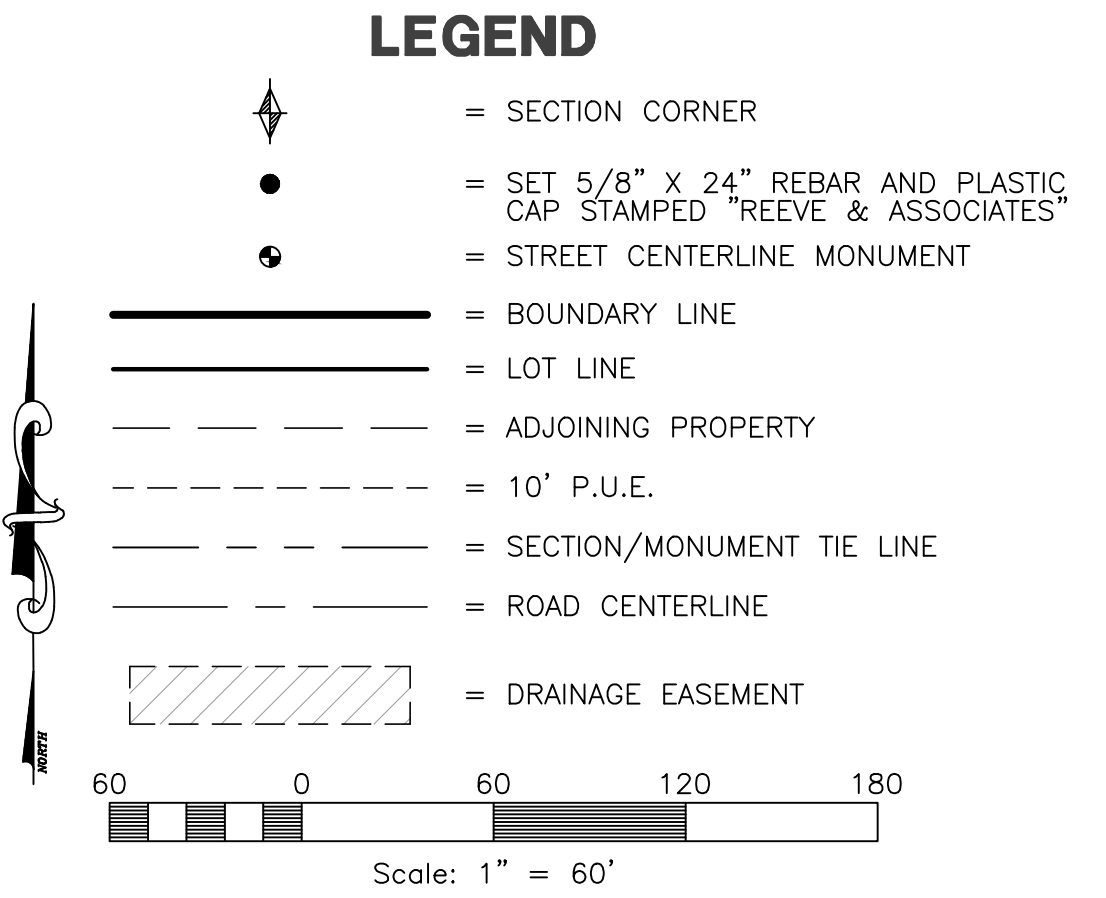 LEGEND
= SECTION CORNER
= SET 5/8" X 24" REBAR AND PLASTIC
CAP STAMPED "REEVE & ASSOCIATES"
= STREET CENTERLINE MONUMENT
= BOUNDARY LINE
= LOT LINE
= ADJOINING PROPERTY
= 10' P.U.E.
= SECTION/MONUMENT TIE LINE
= ROAD CENTERLINE
= DRAINAGE EASEMENT
NORTH
60 0 60 120 180
Scale: 1" = 60'